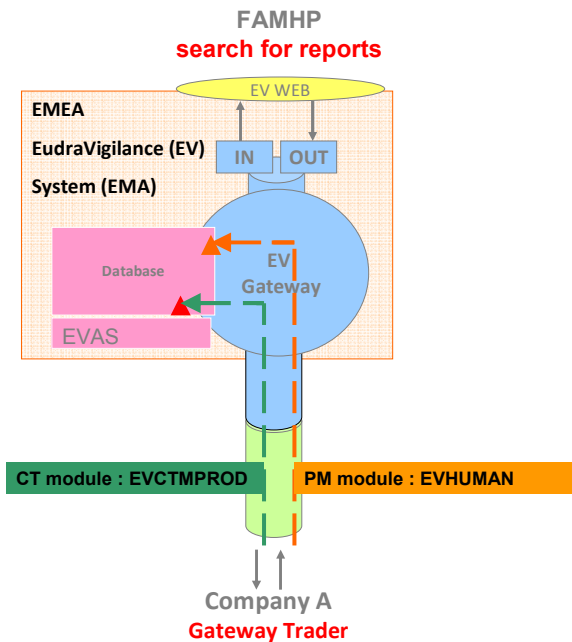 FAMHP
search for reports
EV WEB
EMEA
EudraVigilance (EV)
System (EMA)
IN
OUT
Database
EV
Gateway
EVAS
CT module : EVCTMPROD
PM module : EVHUMAN
Company A
Gateway Trader